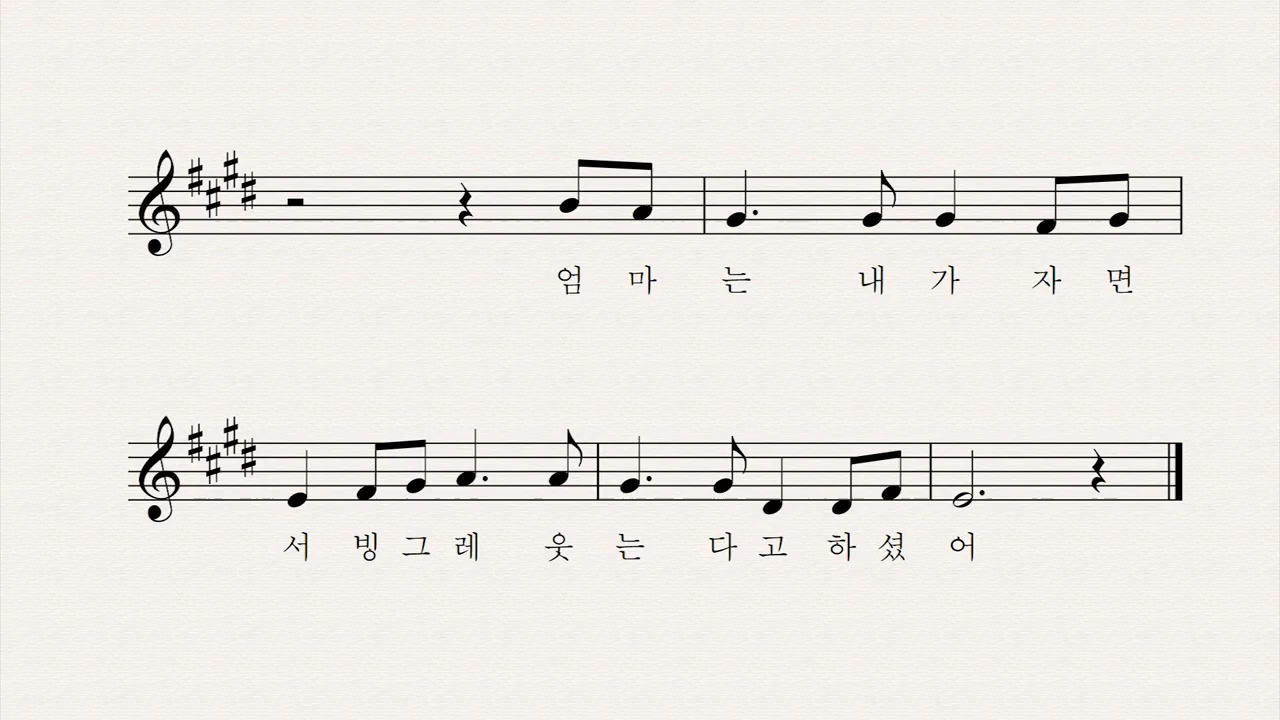 엄 마 는 내 가 자 면
서 빙 그 레 웃 는 다 고 하 셨 어